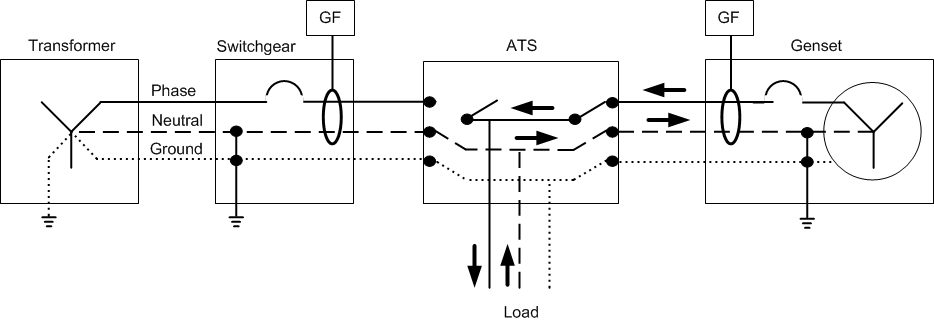 GF
GF
Transformer
Switchgear
ATS
Genset
Phase
Neutral
Ground
Load